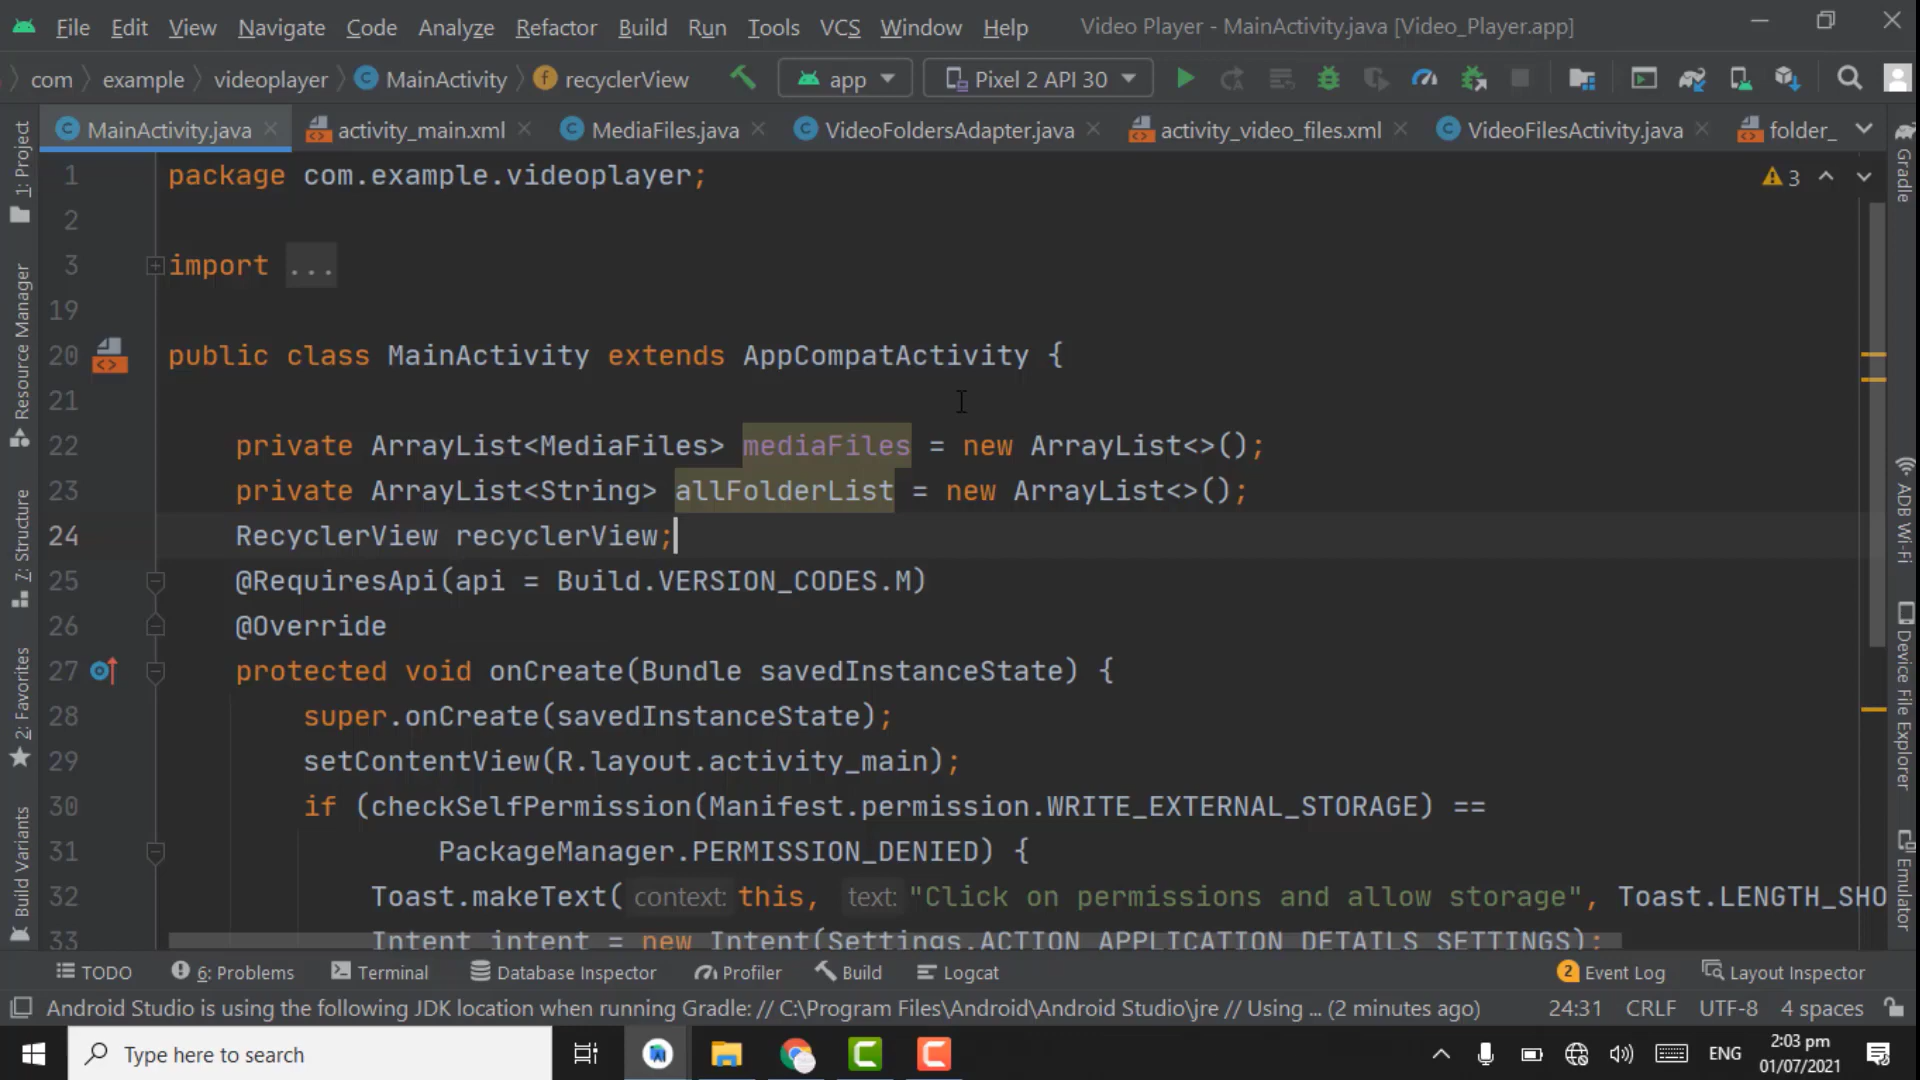 File Edit View Navigate Code Analyze Refactor Build Run Tools VCS Window Help Video Player - MainActivity.java [Video_Player.app]
com example videoplayer MainActivity recyclerView app Pixel 2 API 30
MainActivity.java activity_main.xml MediaFiles.java VideoFoldersAdapter.java activity_video_files.xml VideoFilesActivity.java folder_
1: Project
Resource Manager
7: Structure
2: Favorites
Build Variants
1 package com.example.videoplayer; 3
2
3 import ...
19
20 public class MainActivity extends AppCompatActivity {
21
22 private ArrayList<MediaFiles> mediaFiles = new ArrayList<>();
23 private ArrayList<String> allFolderList = new ArrayList<>();
24 RecyclerView recyclerView;
25 @RequiresApi(api = Build.VERSION_CODES.M)
26 @Override
27 protected void onCreate(Bundle savedInstanceState) {
28 super.onCreate(savedInstanceState);
29 setContentView(R.layout.activity_main);
30 if (checkSelfPermission(Manifest.permission.WRITE_EXTERNAL_STORAGE) ==
31 PackageManager.PERMISSION_DENIED) {
32 Toast.makeText( context: this, text: "Click on permissions and allow storage", Toast.LENGTH_SHO
33 Intent intent = new Intent(Settings.ACTION_APPLICATION_DETAILS_SETTINGS);
Gradle
ADB Wi-Fi
Device File Explorer
Emulator
TODO 6: Problems Terminal Database Inspector Profiler Build Logcat 2 Event Log Layout Inspector
Android Studio is using the following JDK location when running Gradle: // C:\Program Files\Android\Android Studio\jre // Using ... (2 minutes ago) 24:31 CRLF UTF-8 4 spaces
Type here to search ENG 2:03 pm
01/07/2021